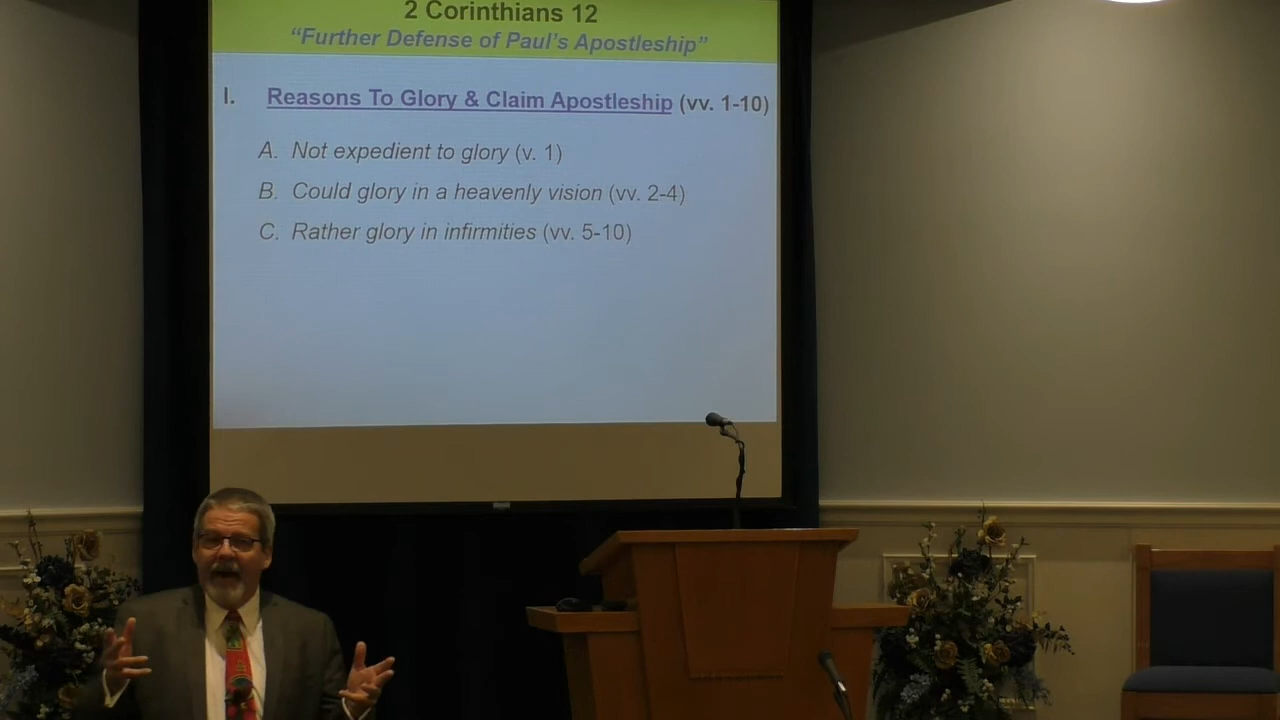 2 Corinthians 12
“Further Defense of Paul’s Apostleship”
I. Reasons To Glory & Claim Apostleship (vv. 1-10)
A. Not expedient to glory (v. 1)
B. Could glory in a heavenly vision (vv. 2-4)
C. Rather glory in infirmities (vv. 5-10)